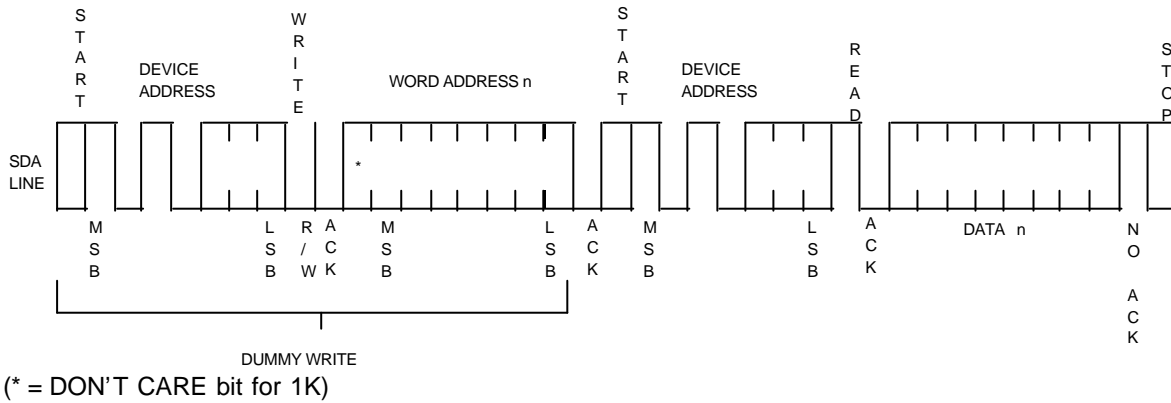 START
WRITE
START
READ
STOP
DEVICE
ADDRESS
WORD ADDRESS n
DEVICE
ADDRESS
SDA
LINE
*
MSB
LSB
R/W
ACK
MSB
LSB
ACK
MSB
LSB
ACK
DATA n
NO ACK
DUMMY WRITE
(* = DON'T CARE bit for 1K)